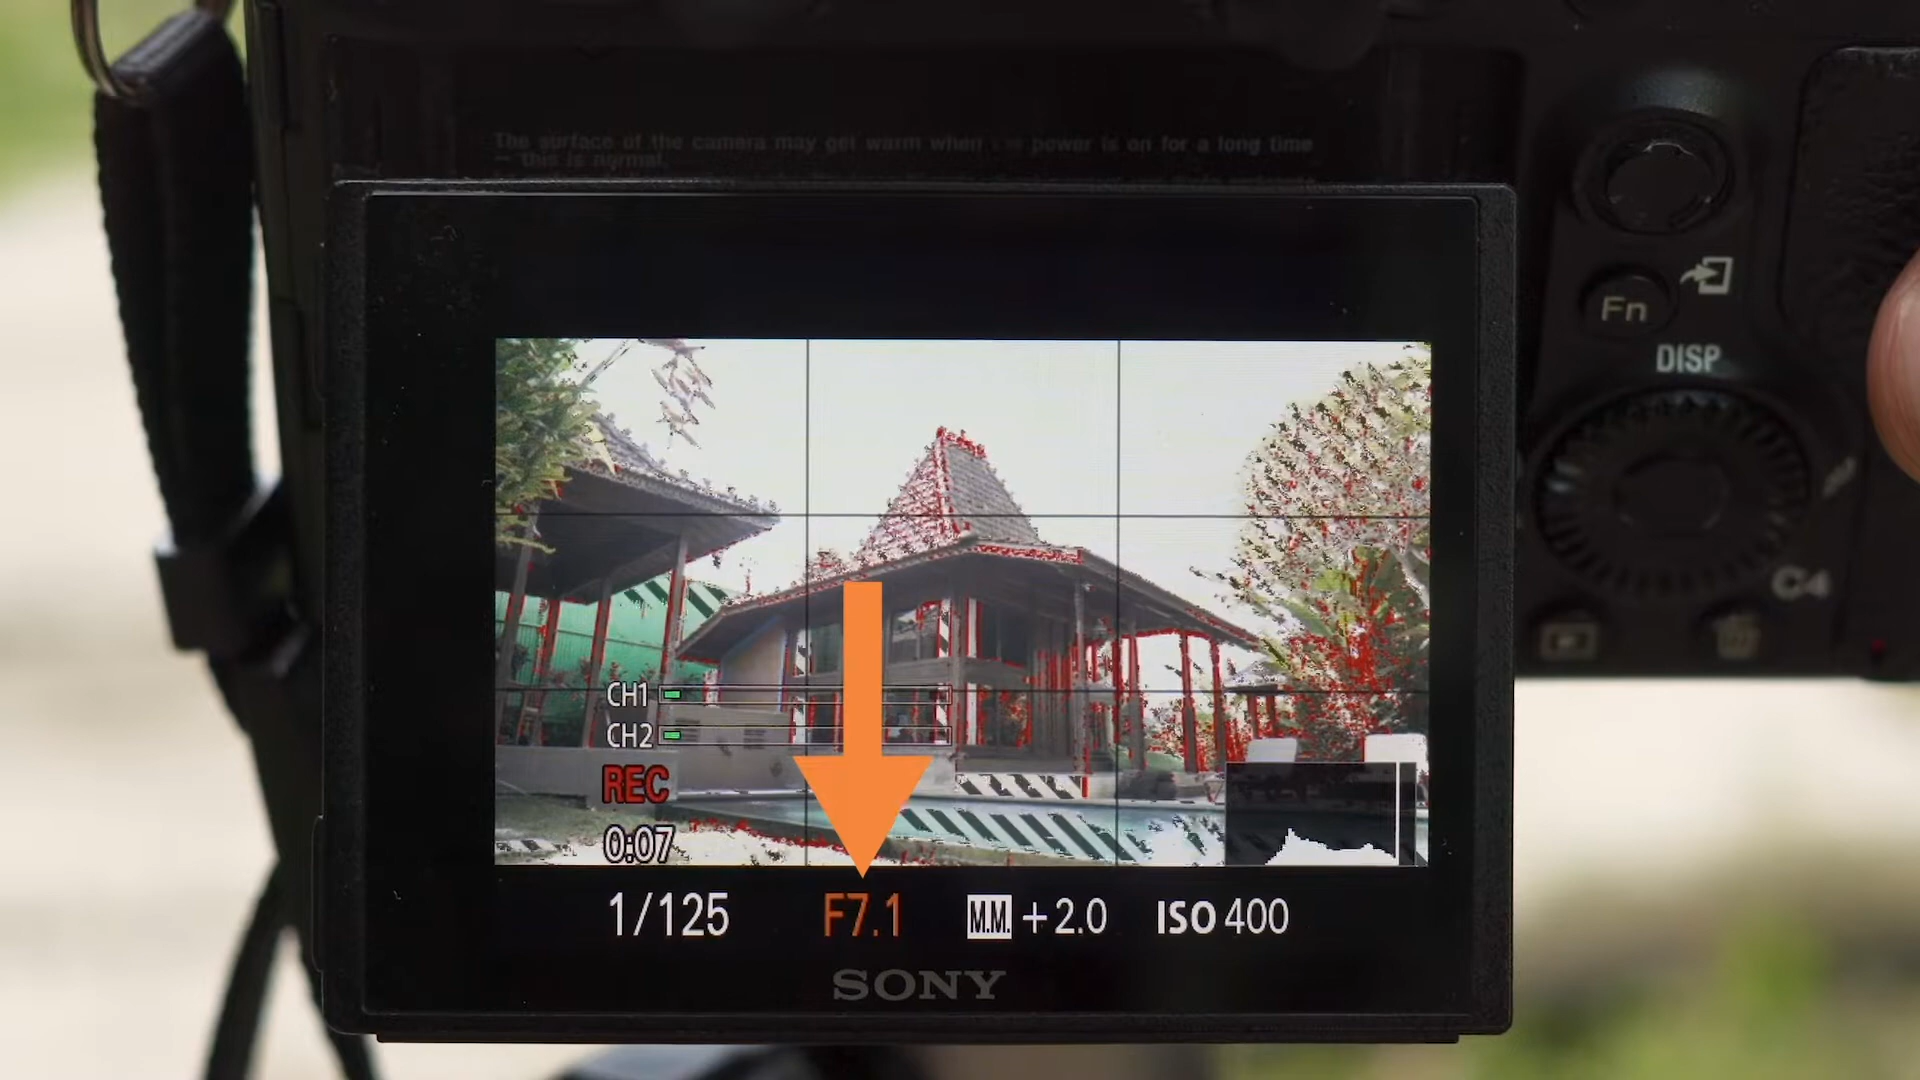 The surface of the camera may get warm when power is on for a long time
— this is normal.
Fn
DISP
C4
CH1
CH2
REC
0:07
1/125 F7.1 M.M. +2.0 ISO 400
SONY